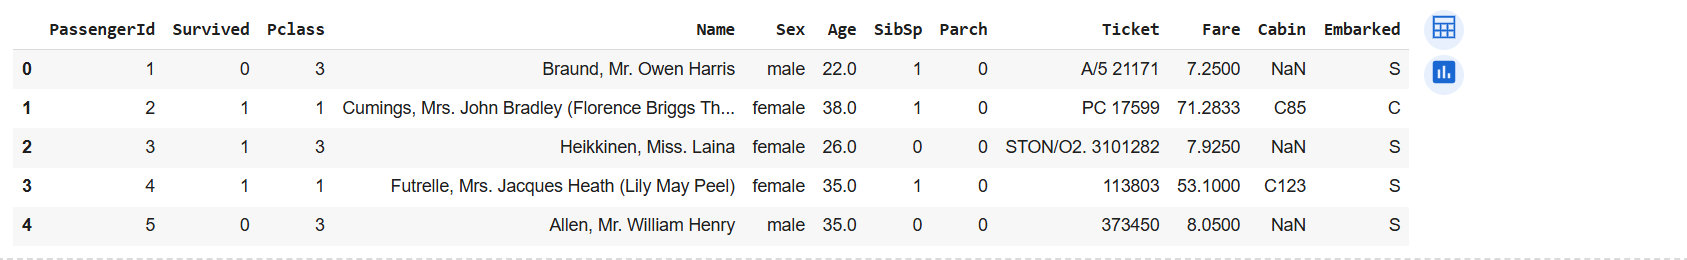 PassengerId Survived Pclass Name Sex Age SibSp Parch Ticket Fare Cabin Embarked
0 1 0 3 Braund, Mr. Owen Harris male 22.0 1 0 A/5 21171 7.2500 NaN S
1 2 1 1 Cumings, Mrs. John Bradley (Florence Briggs Th... female 38.0 1 0 PC 17599 71.2833 C85 C
2 3 1 3 Heikkinen, Miss. Laina female 26.0 0 0 STON/O2. 3101282 7.9250 NaN S
3 4 1 1 Futrelle, Mrs. Jacques Heath (Lily May Peel) female 35.0 1 0 113803 53.1000 C123 S
4 5 0 3 Allen, Mr. William Henry male 35.0 0 0 373450 8.0500 NaN S